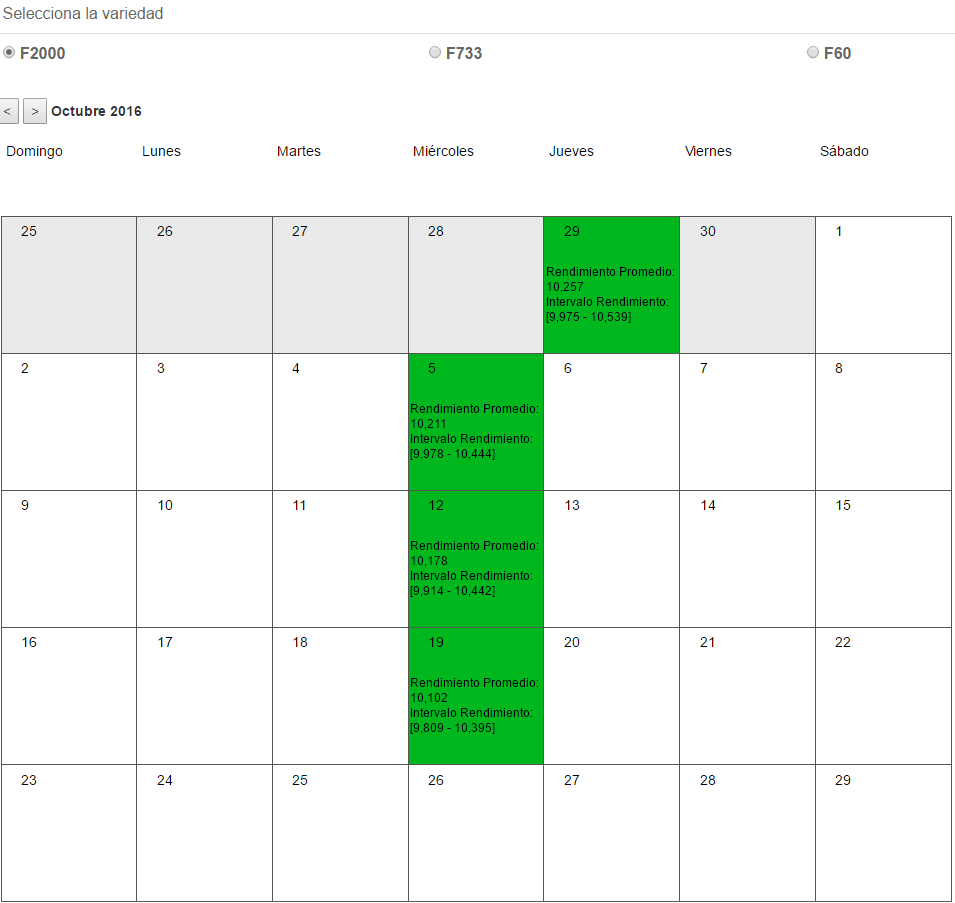 Selecciona la variedad
F2000 F733 F60
< > Octubre 2016
Domingo Lunes Martes Miércoles Jueves Viernes Sábado
25 26 27 28 29 30 1
Rendimiento Promedio:
10,257
Intervalo Rendimiento:
[9,975 - 10,539]
2 3 4 5 6 7 8
Rendimiento Promedio:
10,211
Intervalo Rendimiento:
[9,978 - 10,444]
9 10 11 12 13 14 15
Rendimiento Promedio:
10,178
Intervalo Rendimiento:
[9,914 - 10,442]
16 17 18 19 20 21 22
Rendimiento Promedio:
10,102
Intervalo Rendimiento:
[9,809 - 10,395]
23 24 25 26 27 28 29